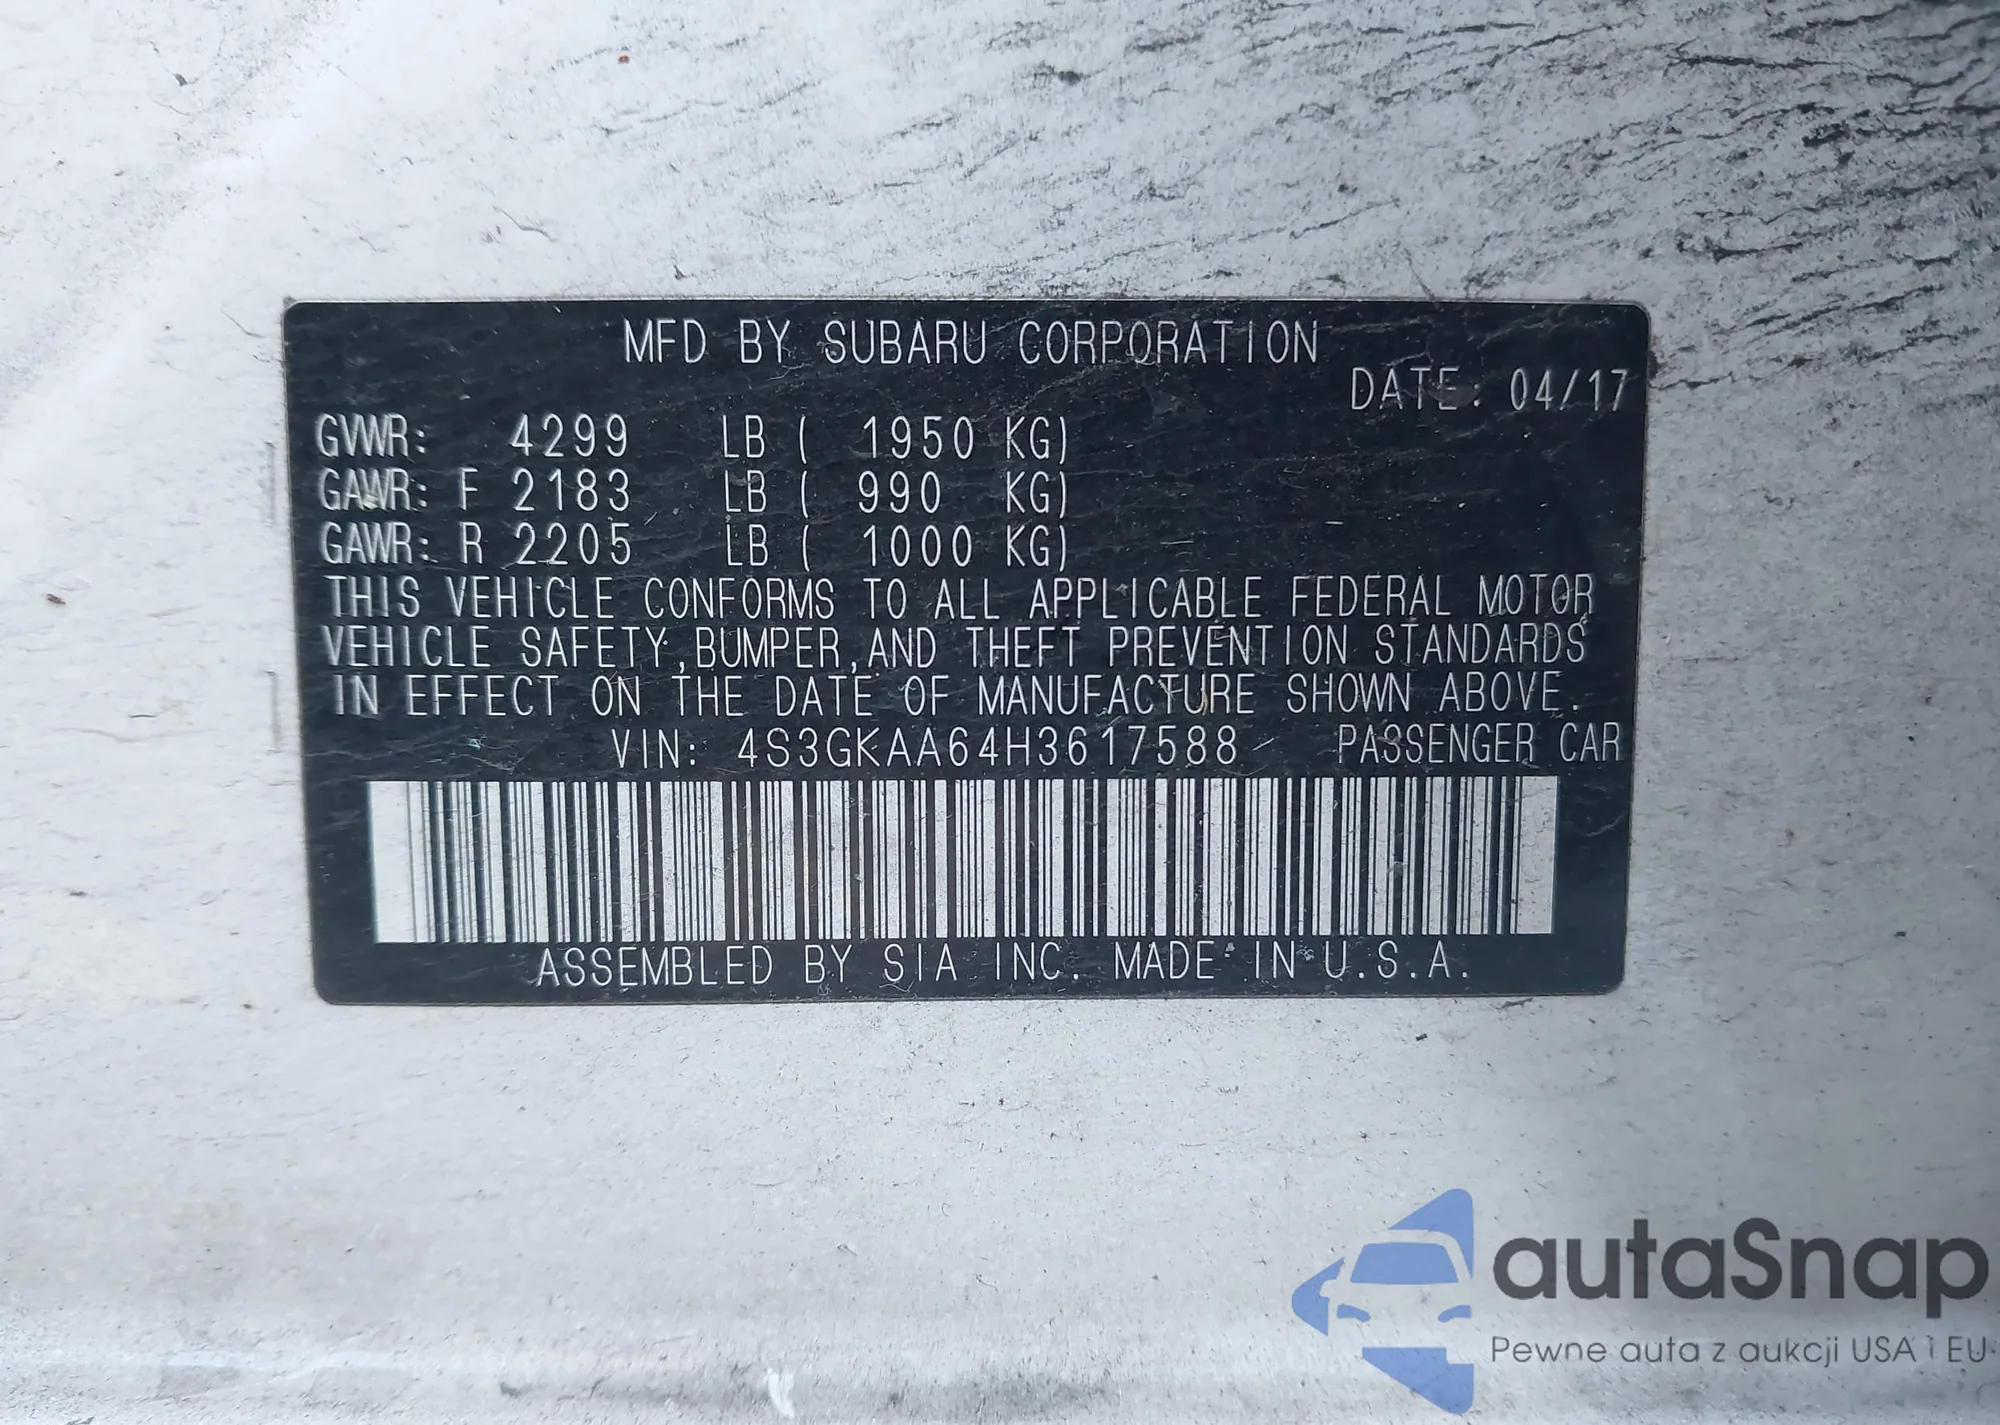 MFD BY SUBARU CORPORATION
DATE: 04/17
GVWR: 4299 LB ( 1950 KG)
GAWR: F 2183 LB ( 990 KG)
GAWR: R 2205 LB ( 1000 KG)
THIS VEHICLE CONFORMS TO ALL APPLICABLE FEDERAL MOTOR
VEHICLE SAFETY,BUMPER,AND THEFT PREVENTION STANDARDS
IN EFFECT ON THE DATE OF MANUFACTURE SHOWN ABOVE.
VIN: 4S3GKAA64H3617588 PASSENGER CAR
ASSEMBLED BY SIA INC. MADE IN U.S.A.
autaSnap
Pewne auta z aukcji USA i EU